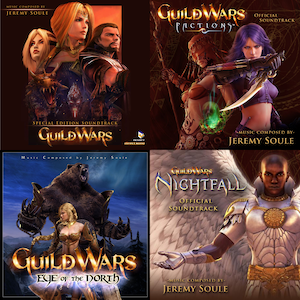 MUSIC COMPOSED BY
JEREMY SOULE
SPECIAL EDITION SOUNDTRACK
GUILD WARS
GUILD WARS
FACTIONS
OFFICIAL
SOUNDTRACK
MUSIC COMPOSED BY
JEREMY SOULE
Music Composed by Jeremy Soule
GUILD WARS
EYE OF THE NORTH
GUILD WARS
NIGHTFALL
OFFICIAL
SOUNDTRACK
MUSIC COMPOSED BY
JEREMY SOULE